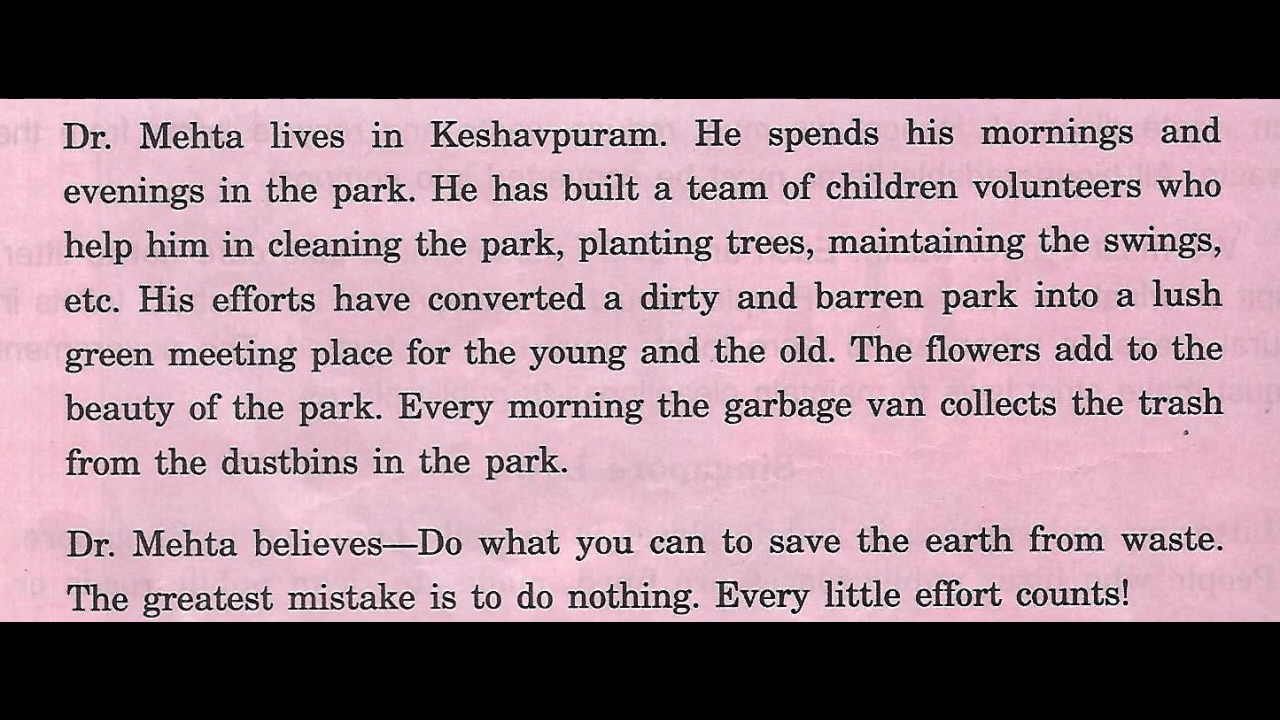 Dr. Mehta lives in Keshavpuram. He spends his mornings and
evenings in the park. He has built a team of children volunteers who
help him in cleaning the park, planting trees, maintaining the swings,
etc. His efforts have converted a dirty and barren park into a lush
green meeting place for the young and the old. The flowers add to the
beauty of the park. Every morning the garbage van collects the trash
from the dustbins in the park.
Dr. Mehta believes—Do what you can to save the earth from waste.
The greatest mistake is to do nothing. Every little effort counts!